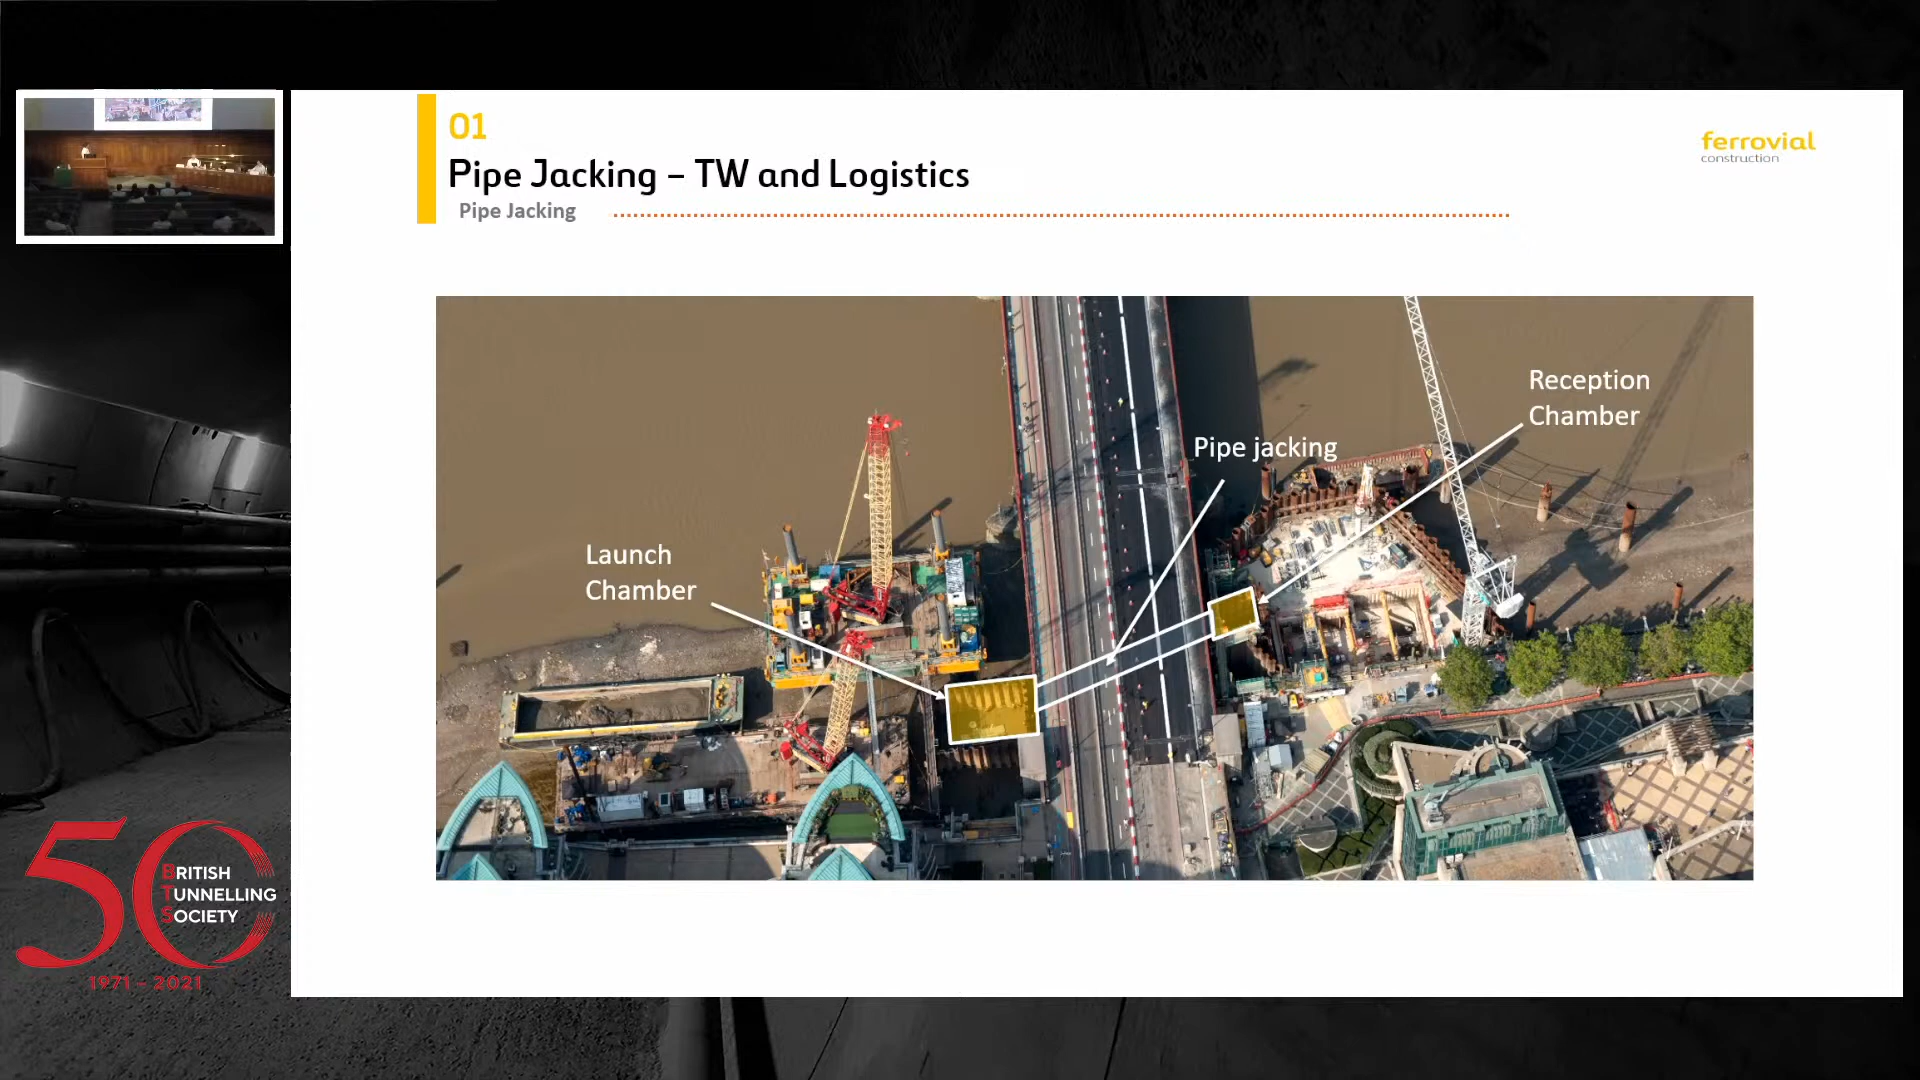 01
Pipe Jacking – TW and Logistics
Pipe Jacking
ferrovial
construction
Reception
Chamber
Pipe jacking
Launch
Chamber
50
BRITISH
TUNNELLING
SOCIETY
1971 – 2021